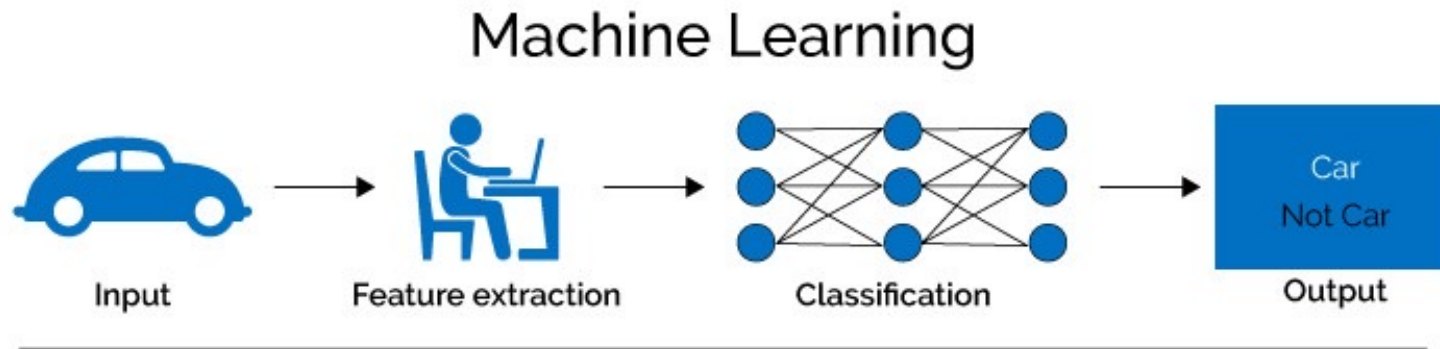 Machine Learning
Car
Not Car
Input
Feature extraction
Classification
Output